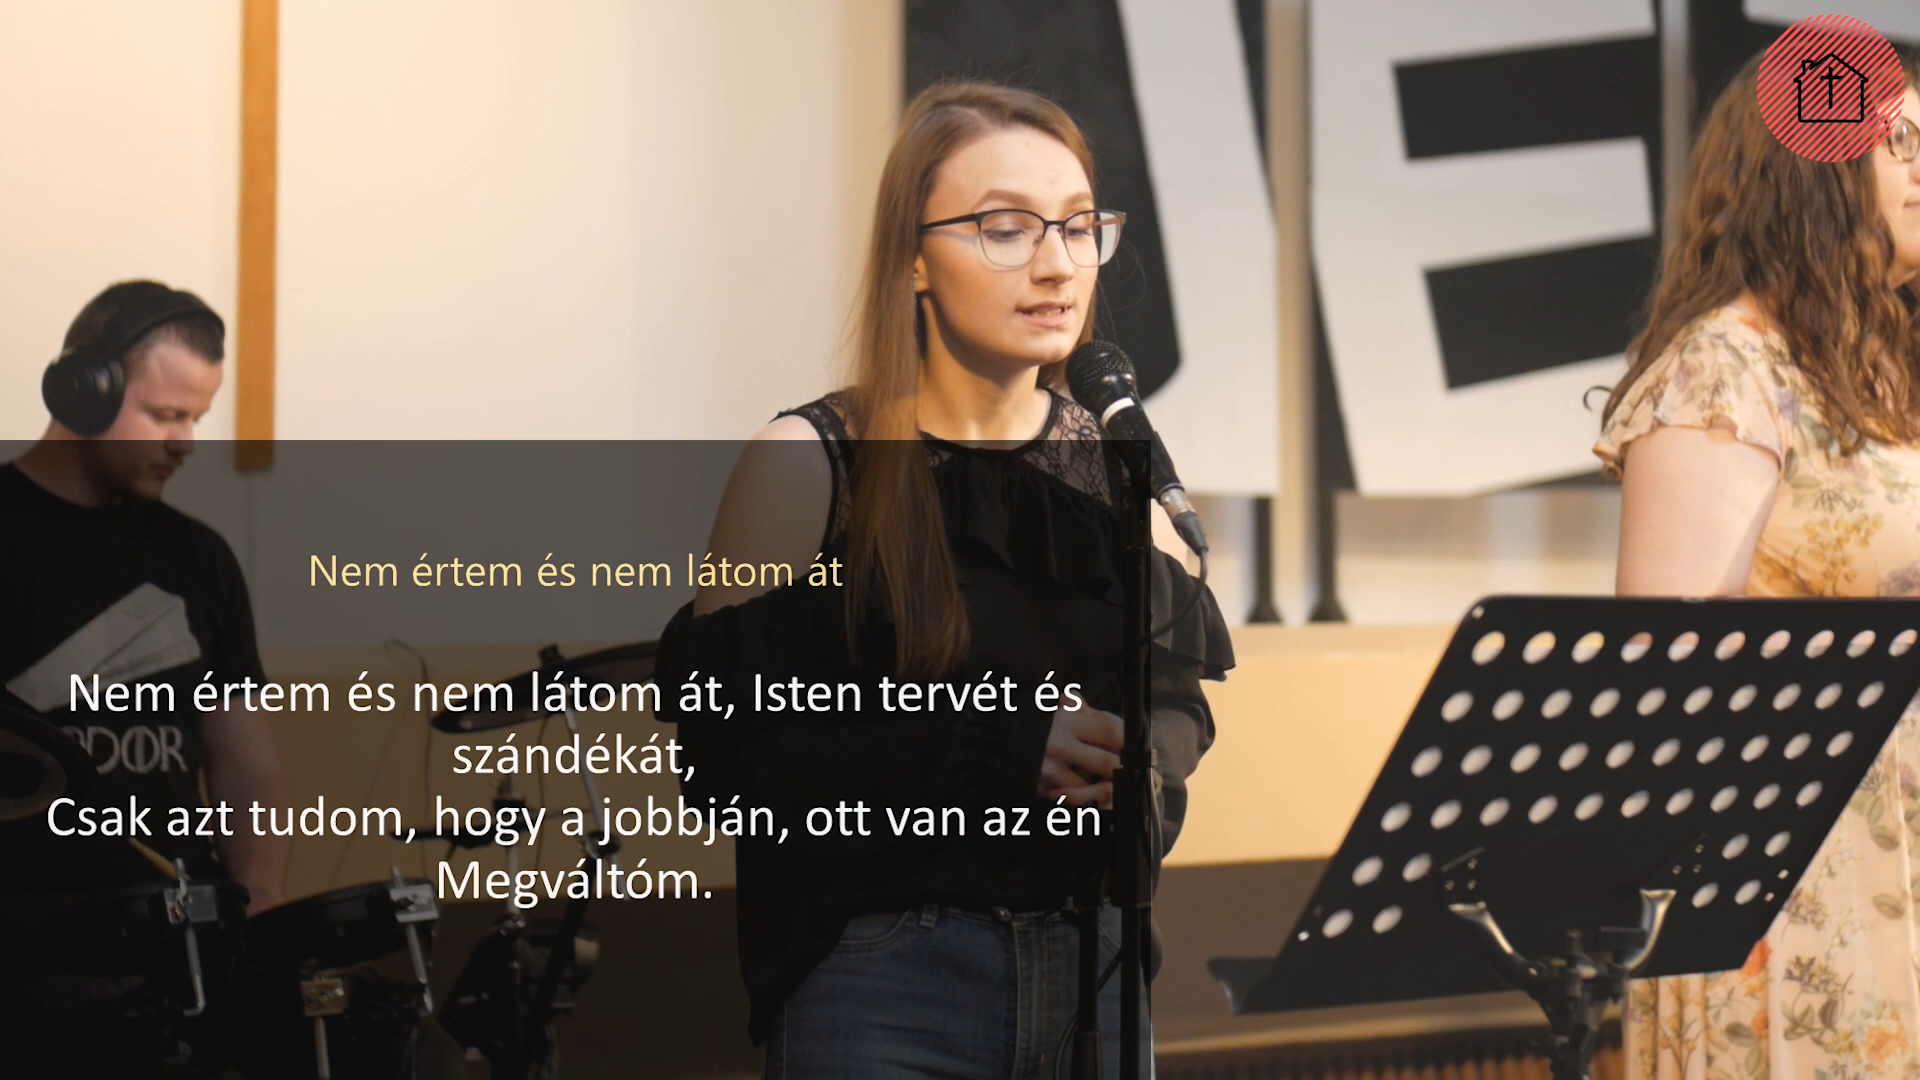 Nem értem és nem látom át
Nem értem és nem látom át, Isten tervét és
szándékát,
Csak azt tudom, hogy a jobbján, ott van az én
Megváltóm.